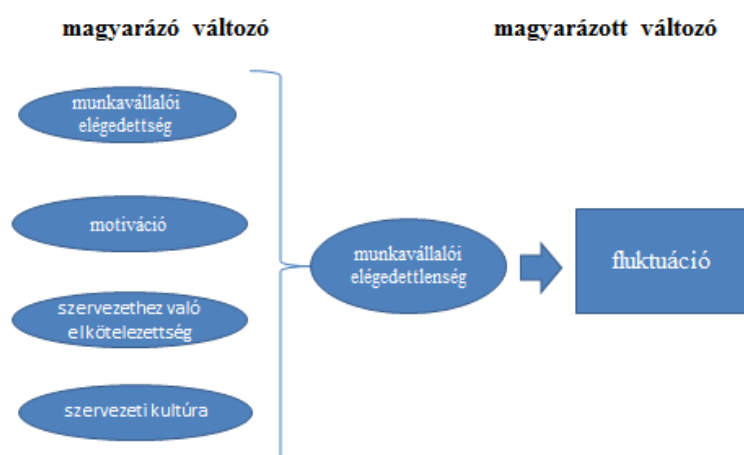 magyarázó változó
magyarázott változó
munkavállalói
elégedettség
motiváció
szervezethez való
elkötelezettség
szervezeti kultúra
munkavállalói
elégedettlenség
fluktuáció